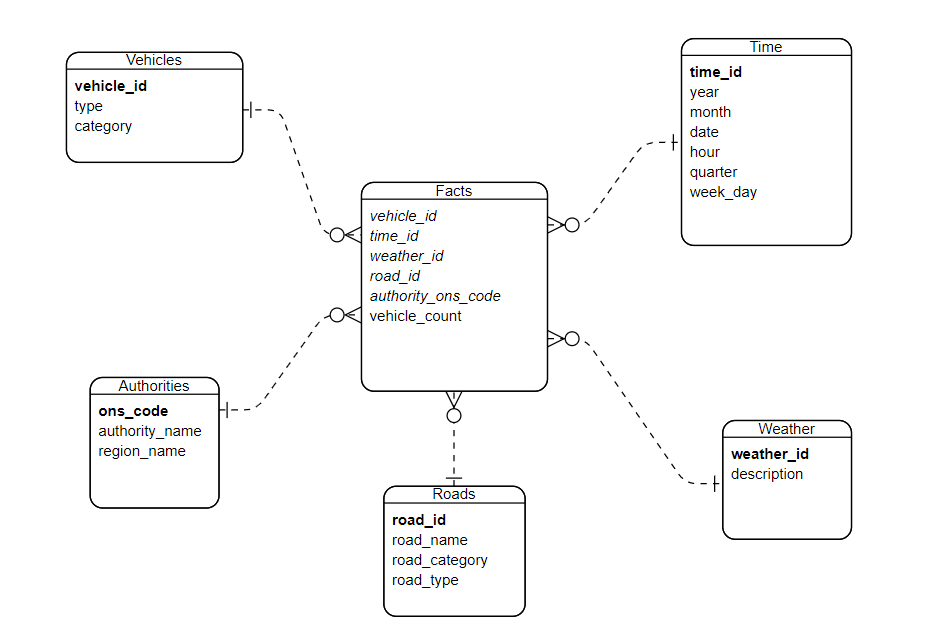 Vehicles
vehicle_id
type
category
Time
time_id
year
month
date
hour
quarter
week_day
Facts
vehicle_id
time_id
weather_id
road_id
authority_ons_code
vehicle_count
Authorities
ons_code
authority_name
region_name
Weather
weather_id
description
Roads
road_id
road_name
road_category
road_type